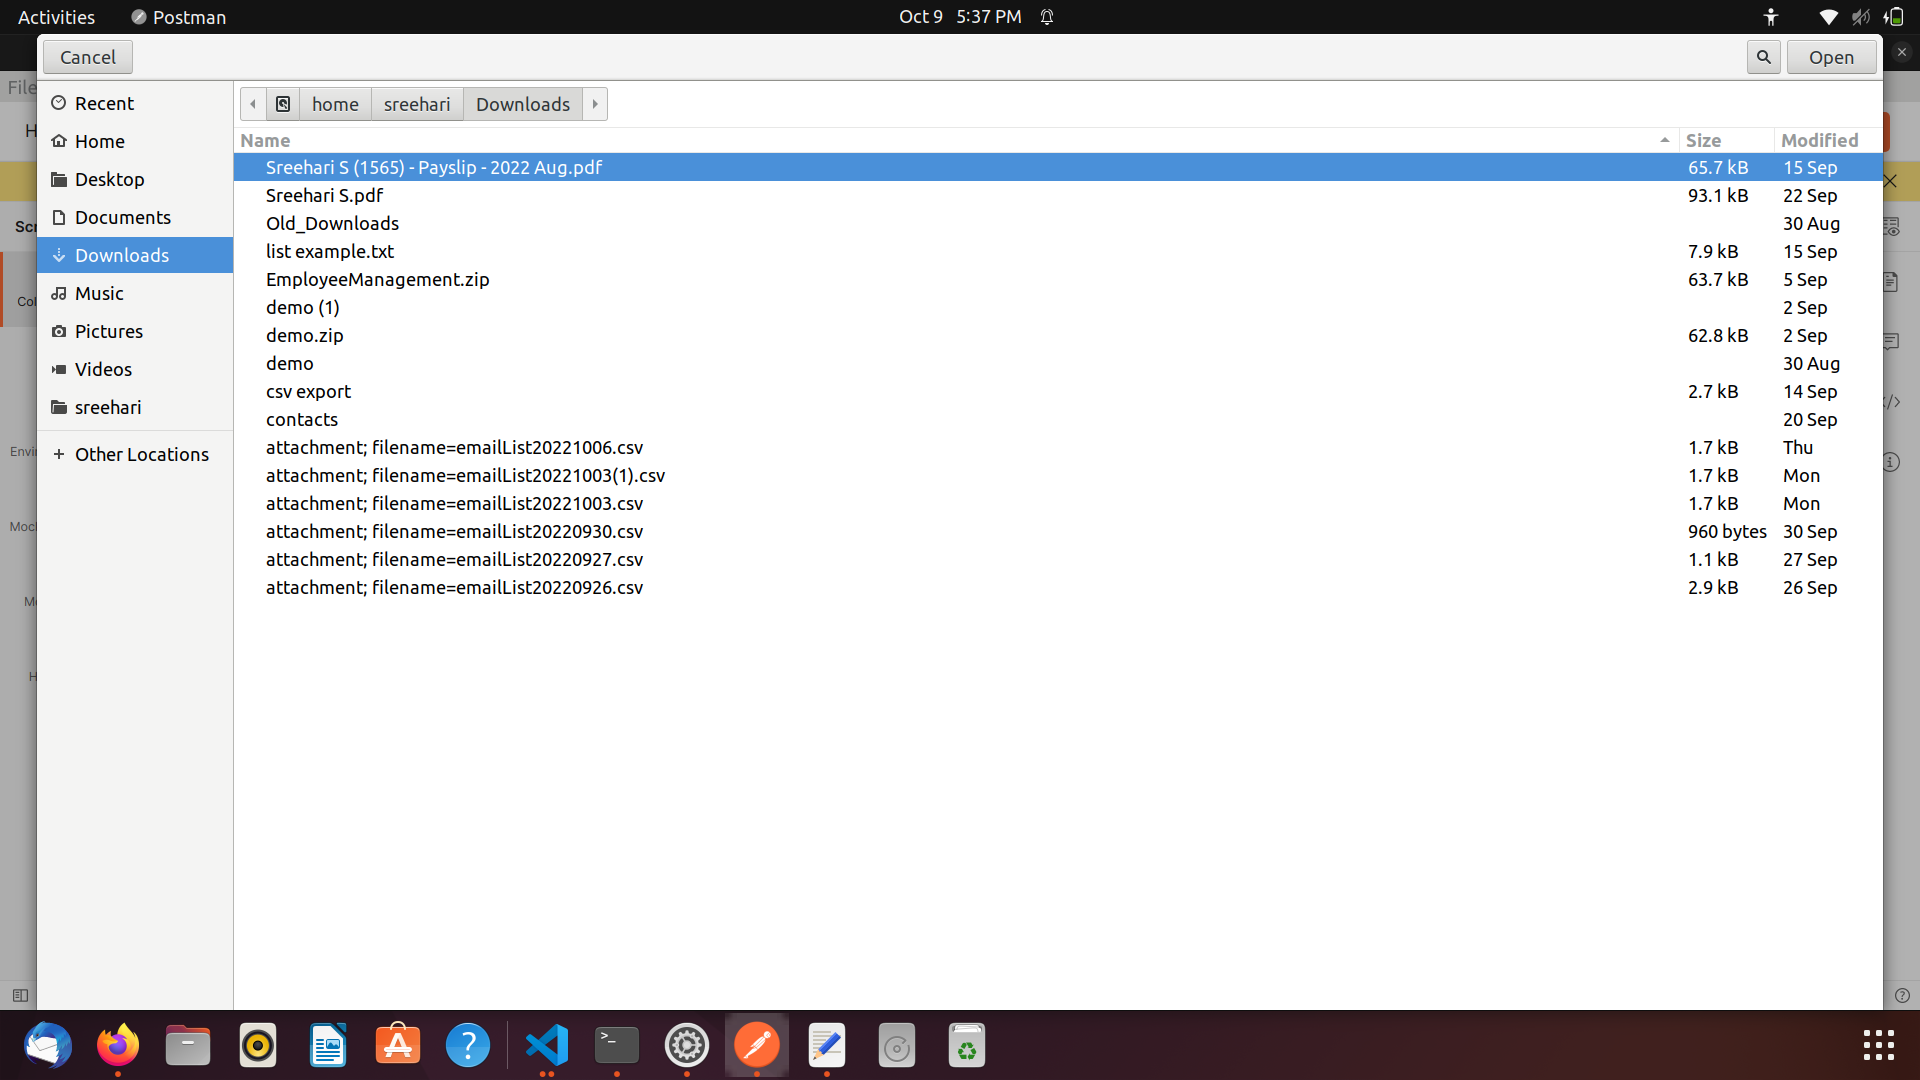 Activities Postman Oct 9 5:37 PM
Cancel Open
File
Recent
Home
Desktop
Documents
Downloads
Music
Pictures
Videos
sreehari
Other Locations
home sreehari Downloads
Name Size Modified
Sreehari S (1565) - Payslip - 2022 Aug.pdf 65.7 kB 15 Sep
Sreehari S.pdf 93.1 kB 22 Sep
Old_Downloads 30 Aug
list example.txt 7.9 kB 15 Sep
EmployeeManagement.zip 63.7 kB 5 Sep
demo (1) 2 Sep
demo.zip 62.8 kB 2 Sep
demo 30 Aug
csv export 2.7 kB 14 Sep
contacts 20 Sep
attachment; filename=emailList20221006.csv 1.7 kB Thu
attachment; filename=emailList20221003(1).csv 1.7 kB Mon
attachment; filename=emailList20221003.csv 1.7 kB Mon
attachment; filename=emailList20220930.csv 960 bytes 30 Sep
attachment; filename=emailList20220927.csv 1.1 kB 27 Sep
attachment; filename=emailList20220926.csv 2.9 kB 26 Sep